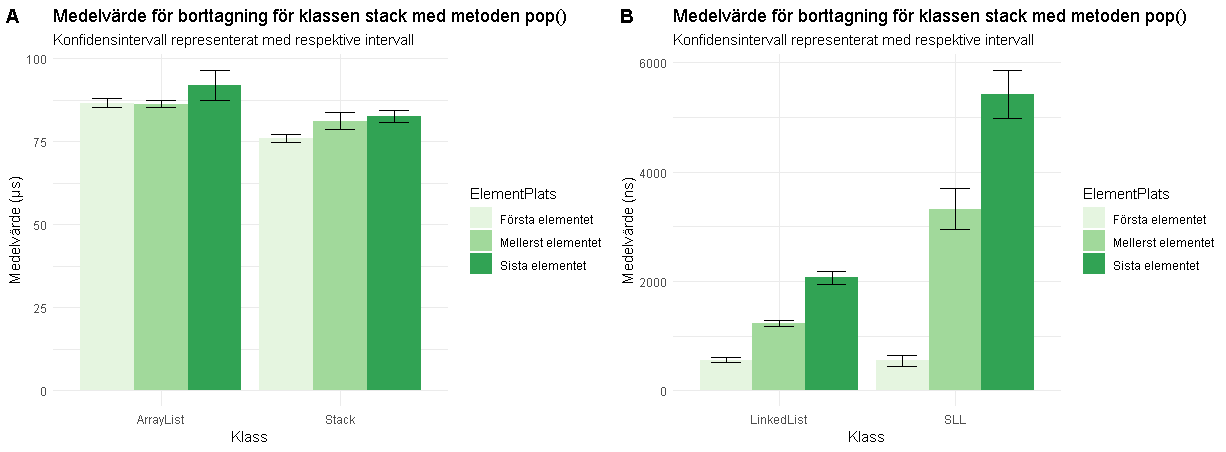 A
Medelvärde för borttagning för klassen stack med metoden pop()
Konfidensintervall representerat med respektive intervall
100
75
50
25
0
Medelvärde (µs)
ArrayList
Stack
Klass
ElementPlats
Första elementet
Mellerst elementet
Sista elementet
B
Medelvärde för borttagning för klassen stack med metoden pop()
Konfidensintervall representerat med respektive intervall
6000
4000
2000
0
Medelvärde (ns)
LinkedList
SLL
Klass
ElementPlats
Första elementet
Mellerst elementet
Sista elementet